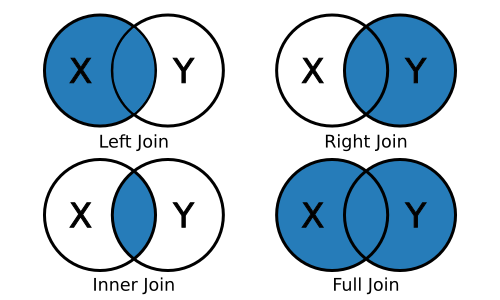 X Y
Left Join
X Y
Right Join
X Y
Inner Join
X Y
Full Join